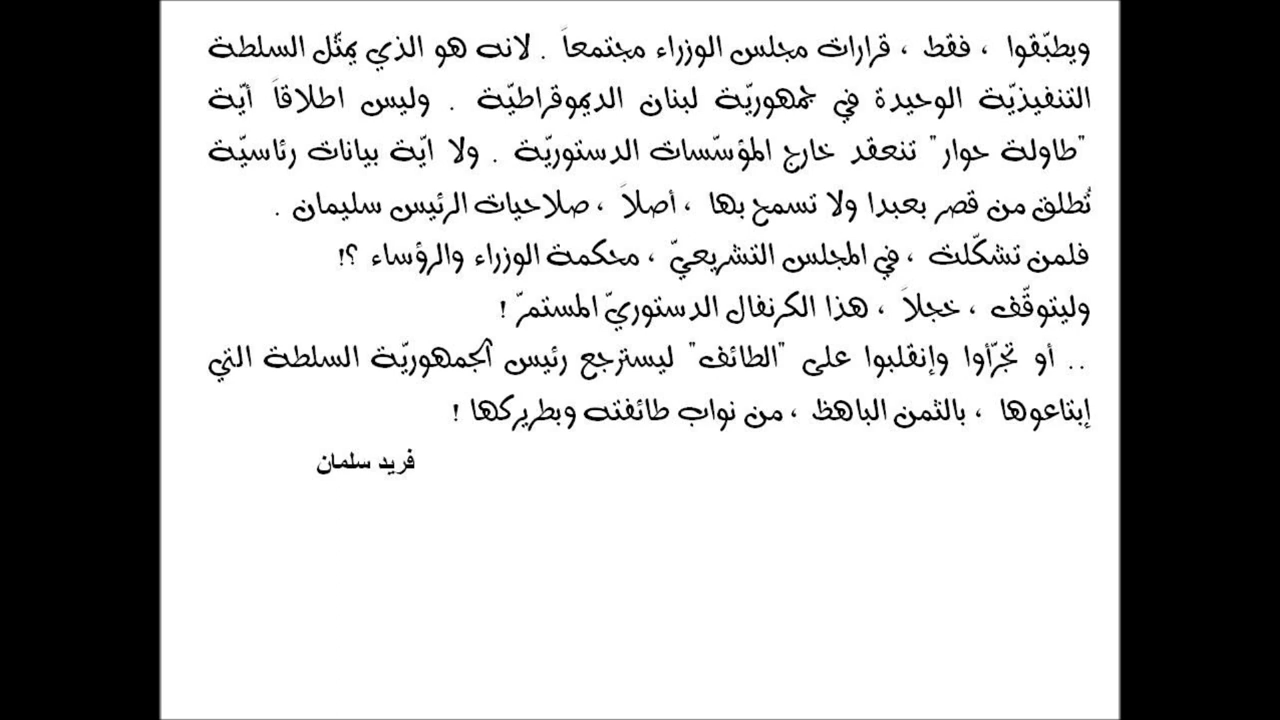 ويطبّقوا ، فقط ، قرارات مجلس الوزراء مجتمعاَ . لانه هو الذي يمثّل السلطة
التنفيذيّة الوحيدة في جمهوريّة لبنان الديموقراطيّة . وليس اطلاقاَ أيّة
"طاولة حوار" تنعقد خارج المؤسّسات الدستوريّة . ولا ايّة بيانات رئاسيّة
تُطلق من قصر بعبدا ولا تسمح بها ، أصلاَ ، صلاحيات الرئيس سليمان .
فلمن تشكّلت ، في المجلس التشريعيّ ، محكمة الوزراء والرؤساء ؟!
وليتوقّف ، خجلاَ ، هذا الكرنفال الدستوريّ المستمرّ !
.. أو تجرّأوا وإنقلبوا على "الطائف" ليسترجع رئيس الجمهوريّة السلطة التي
إبتاعوها ، بالثمن الباهظ ، من نواب طائفته وبطريركها !
فريد سلمان